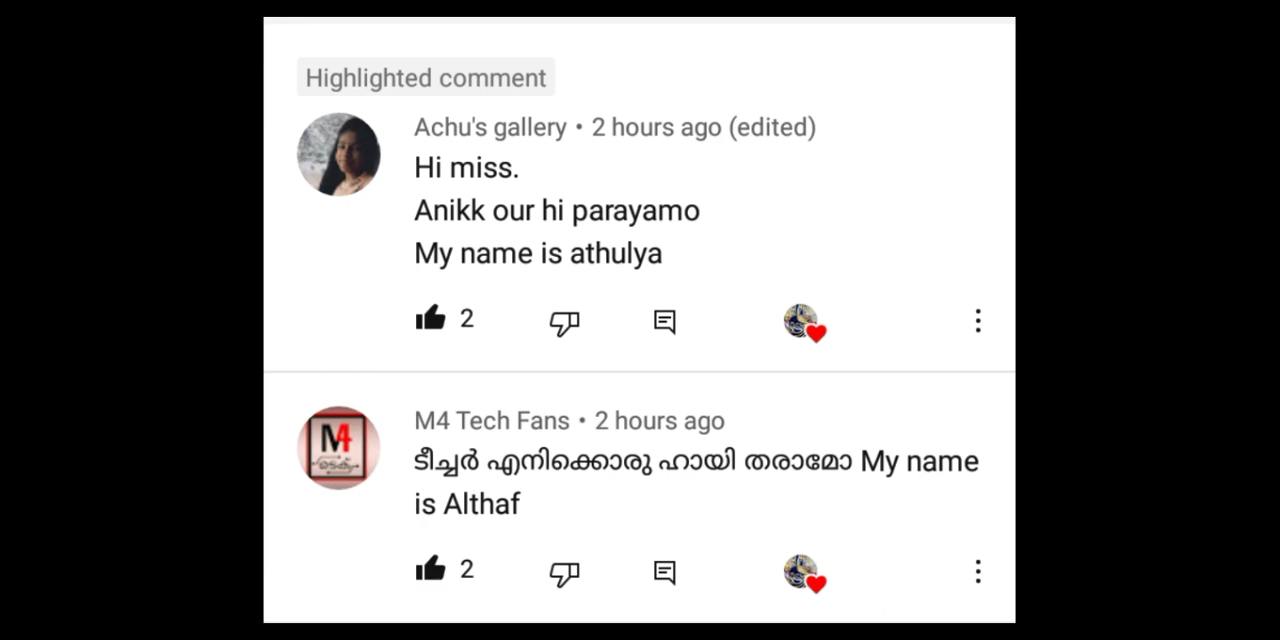 Highlighted comment
Achu's gallery • 2 hours ago (edited)
Hi miss.
Anikk our hi parayamo
My name is athulya
2
M4 Tech Fans • 2 hours ago
ടീച്ചർ എനിക്കൊരു ഹായി തരാമോ My name
is Althaf
2
M4